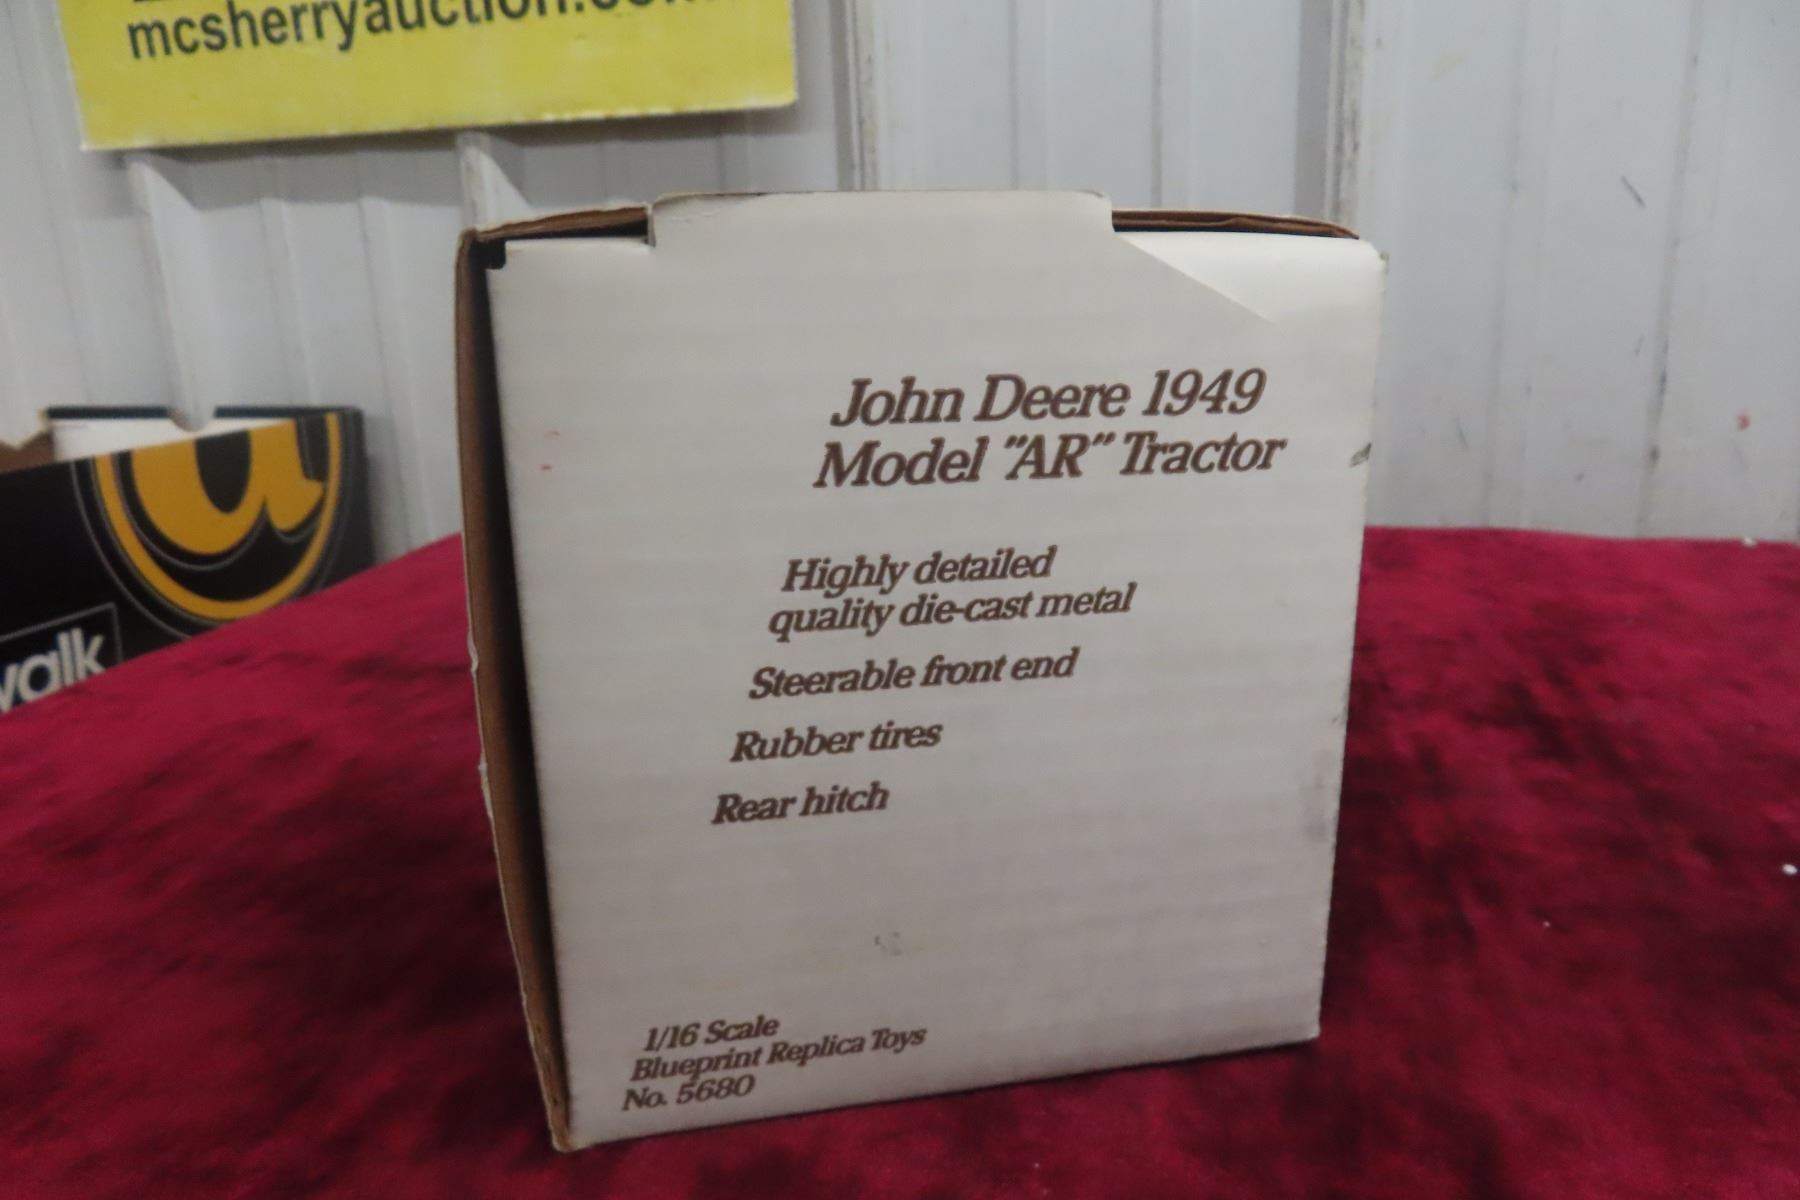 mcsherryauction.com
John Deere 1949
Model "AR" Tractor
Highly detailed
quality die-cast metal
Steerable front end
Rubber tires
Rear hitch
1/16 Scale
Blueprint Replica Toys
No. 5680
a
walk